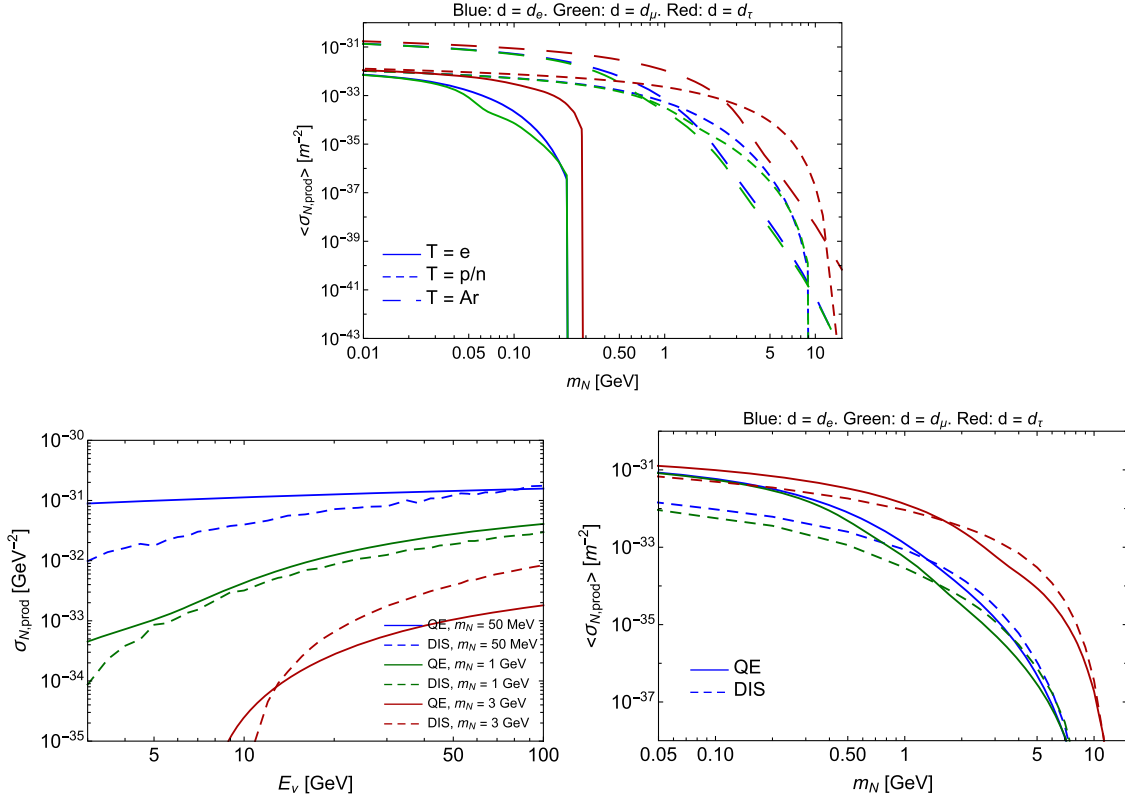 Blue: d = dₑ. Green: d = d_μ. Red: d = d_τ
10⁻³¹
10⁻³³
10⁻³⁵
10⁻³⁷
10⁻³⁹
10⁻⁴¹
10⁻⁴³
<σ_N,prod> [m⁻²]
T = e
T = p/n
T = Ar
0.01 0.05 0.10 0.50 1 5 10
m_N [GeV]
10⁻³⁰
10⁻³¹
10⁻³²
10⁻³³
10⁻³⁴
10⁻³⁵
σ_N,prod [GeV⁻²]
QE, m_N = 50 MeV
DIS, m_N = 50 MeV
QE, m_N = 1 GeV
DIS, m_N = 1 GeV
QE, m_N = 3 GeV
DIS, m_N = 3 GeV
5 10 50 100
E_ν [GeV]
Blue: d = dₑ. Green: d = d_μ. Red: d = d_τ
10⁻³¹
10⁻³³
10⁻³⁵
10⁻³⁷
<σ_N,prod> [m⁻²]
QE
DIS
0.05 0.10 0.50 1 5 10
m_N [GeV]